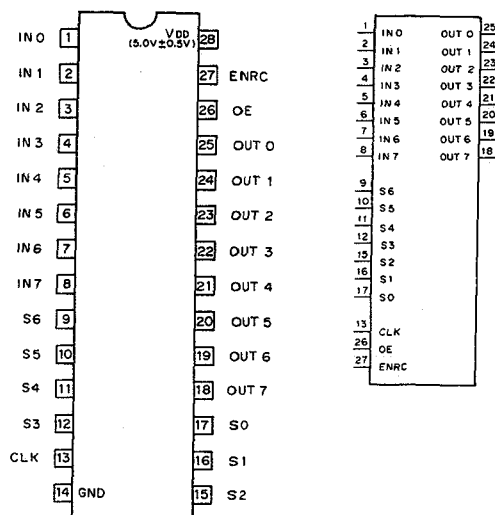 IN 0 1 VDD 28
(5.0V±0.5V)
IN 1 2 27 ENRC
IN 2 3 26 OE
IN 3 4 25 OUT 0
IN 4 5 24 OUT 1
IN 5 6 23 OUT 2
IN 6 7 22 OUT 3
IN 7 8 21 OUT 4
S6 9 20 OUT 5
S5 10 19 OUT 6
S4 11 18 OUT 7
S3 12 17 S0
CLK 13 16 S1
14 GND 15 S2
1 IN 0 OUT 0 25
2 IN 1 OUT 1 24
3 IN 2 OUT 2 23
4 IN 3 OUT 3 22
5 IN 4 OUT 4 21
6 IN 5 OUT 5 20
7 IN 6 OUT 6 19
8 IN 7 OUT 7 18
9 S6
10 S5
11 S4
12 S3
15 S2
16 S1
17 S0
13 CLK
26 OE
27 ENRC